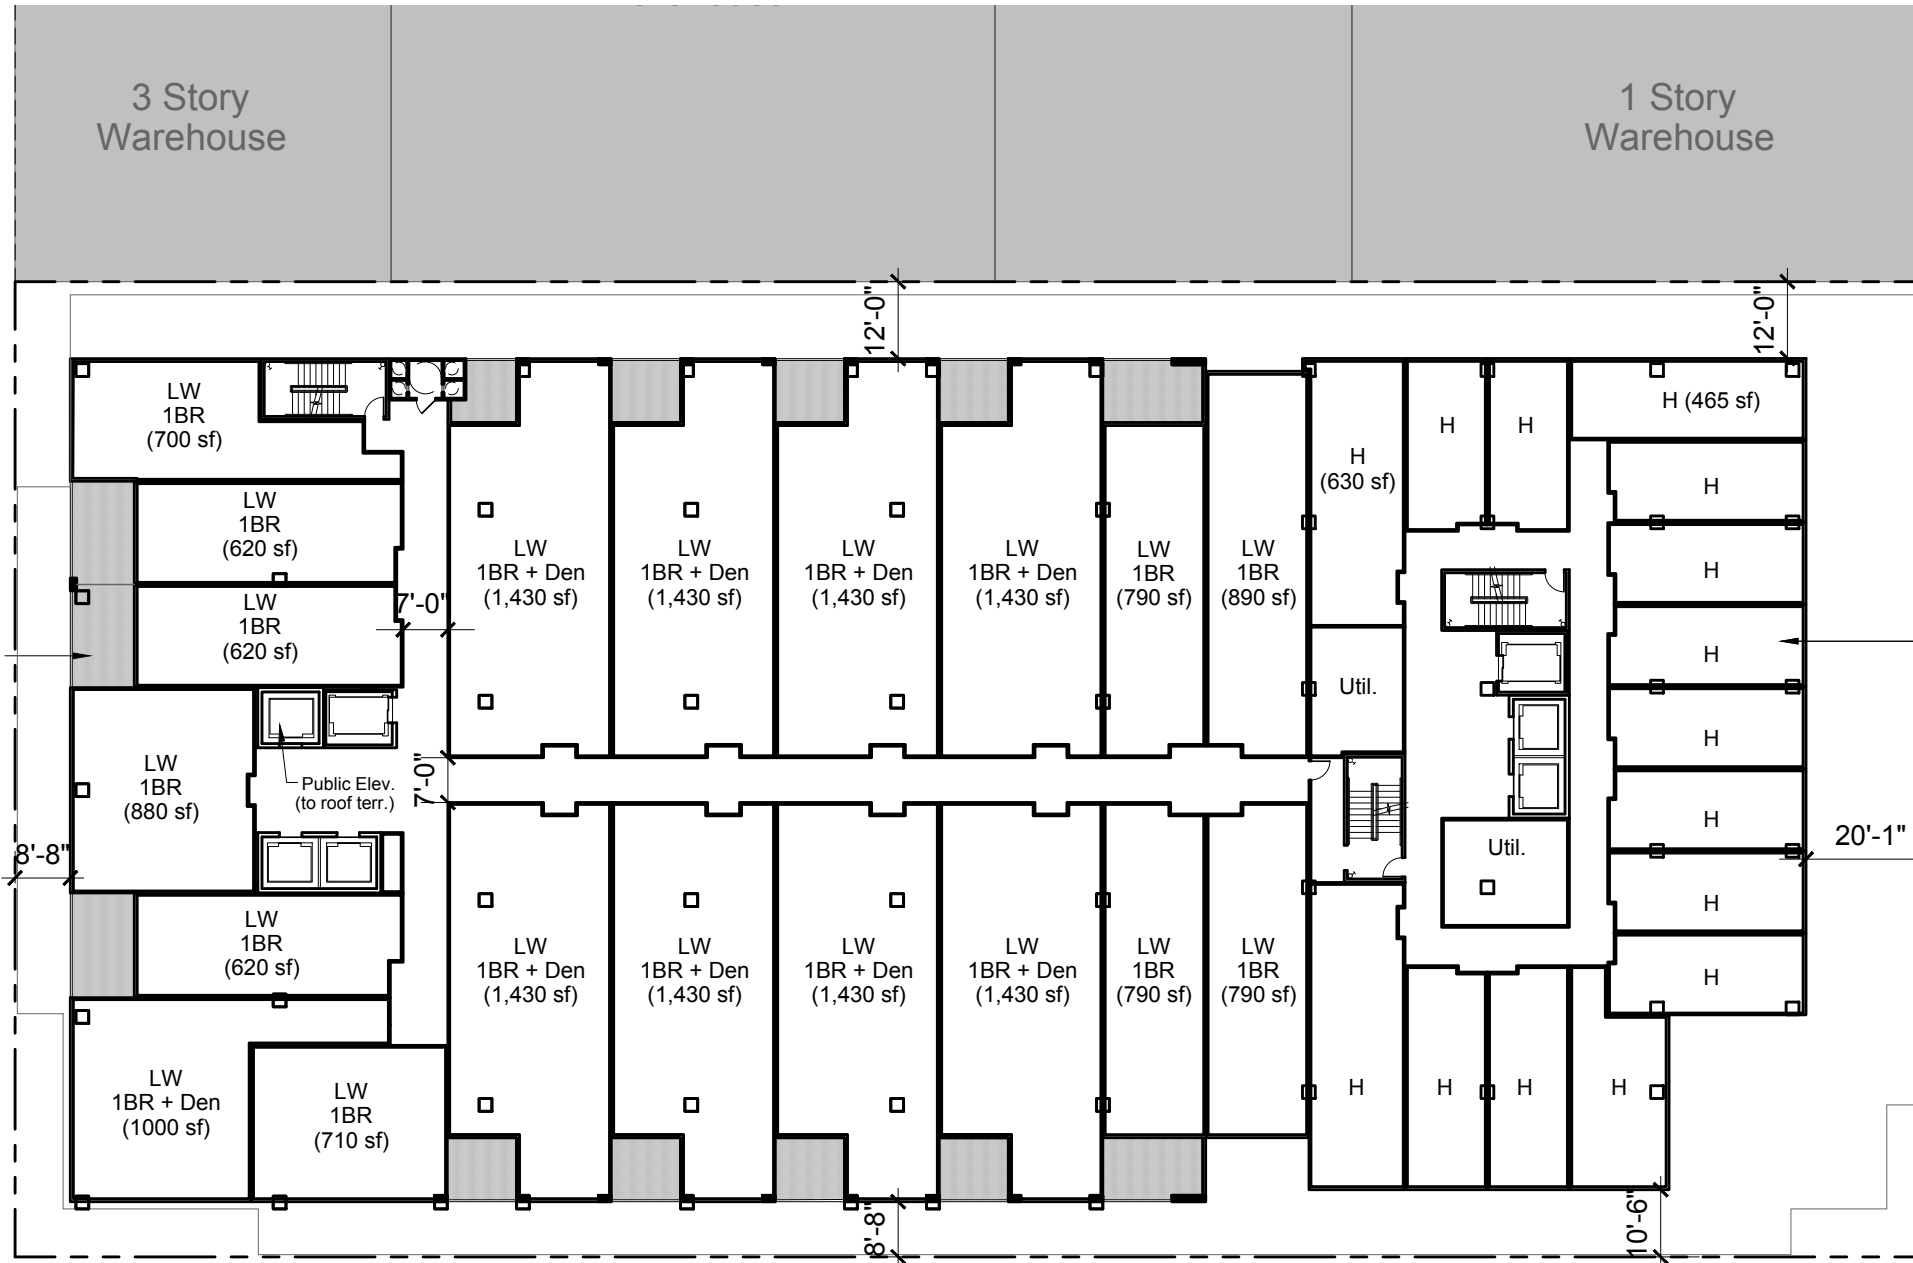 3 Story
Warehouse
1 Story
Warehouse
12'-0"
12'-0"
LW
1BR
(700 sf)
H (465 sf)
H
H
H
(630 sf)
H
LW
1BR
(620 sf)
LW
1BR + Den
(1,430 sf)
LW
1BR + Den
(1,430 sf)
LW
1BR + Den
(1,430 sf)
LW
1BR + Den
(1,430 sf)
LW
1BR
(790 sf)
LW
1BR
(890 sf)
H
LW
1BR
(620 sf)
7'-0"
H
Util.
H
LW
1BR
(880 sf)
Public Elev.
(to roof terr.)
7'-0"
H
8'-8"
Util.
20'-1"
H
LW
1BR
(620 sf)
LW
1BR + Den
(1,430 sf)
LW
1BR + Den
(1,430 sf)
LW
1BR + Den
(1,430 sf)
LW
1BR + Den
(1,430 sf)
LW
1BR
(790 sf)
LW
1BR
(790 sf)
H
LW
1BR + Den
(1000 sf)
LW
1BR
(710 sf)
H
H
H
H
8'-8"
10'-6"